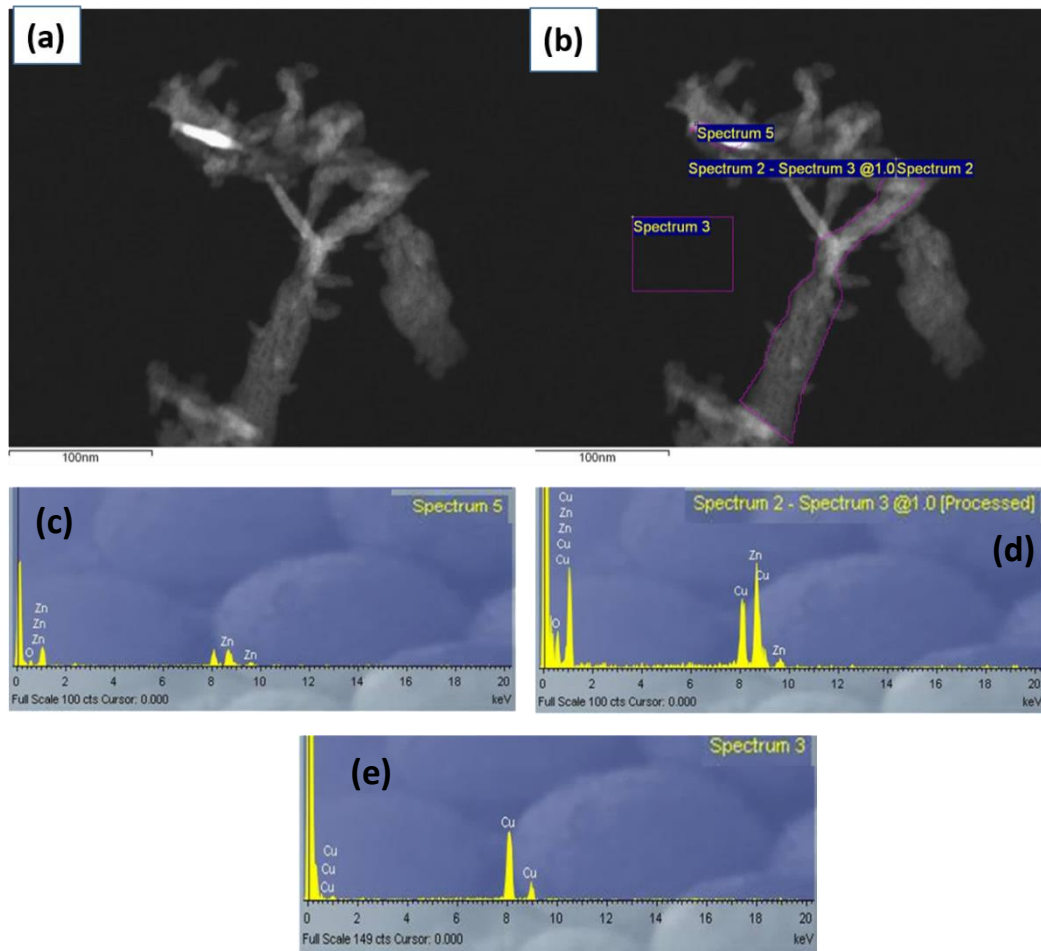 (a)
(b)
Spectrum 5
Spectrum 2 - Spectrum 3 @1.0 Spectrum 2
Spectrum 3
100nm
100nm
(c)
Spectrum 5
Zn
Zn
O Zn
Zn
Zn
0 2 4 6 8 10 12 14 16 18 20
Full Scale 100 cts Cursor: 0.000 keV
Spectrum 2 - Spectrum 3 @1.0 [Processed]
(d)
Cu
Zn
Zn
Cu
Cu
O
Zn
Cu
Cu
Zn
0 2 4 6 8 10 12 14 16 18 20
Full Scale 100 cts Cursor: 0.000 keV
Spectrum 3
(e)
Cu
Cu
Cu
Cu
Cu
0 2 4 6 8 10 12 14 16 18 20
Full Scale 149 cts Cursor: 0.000 keV